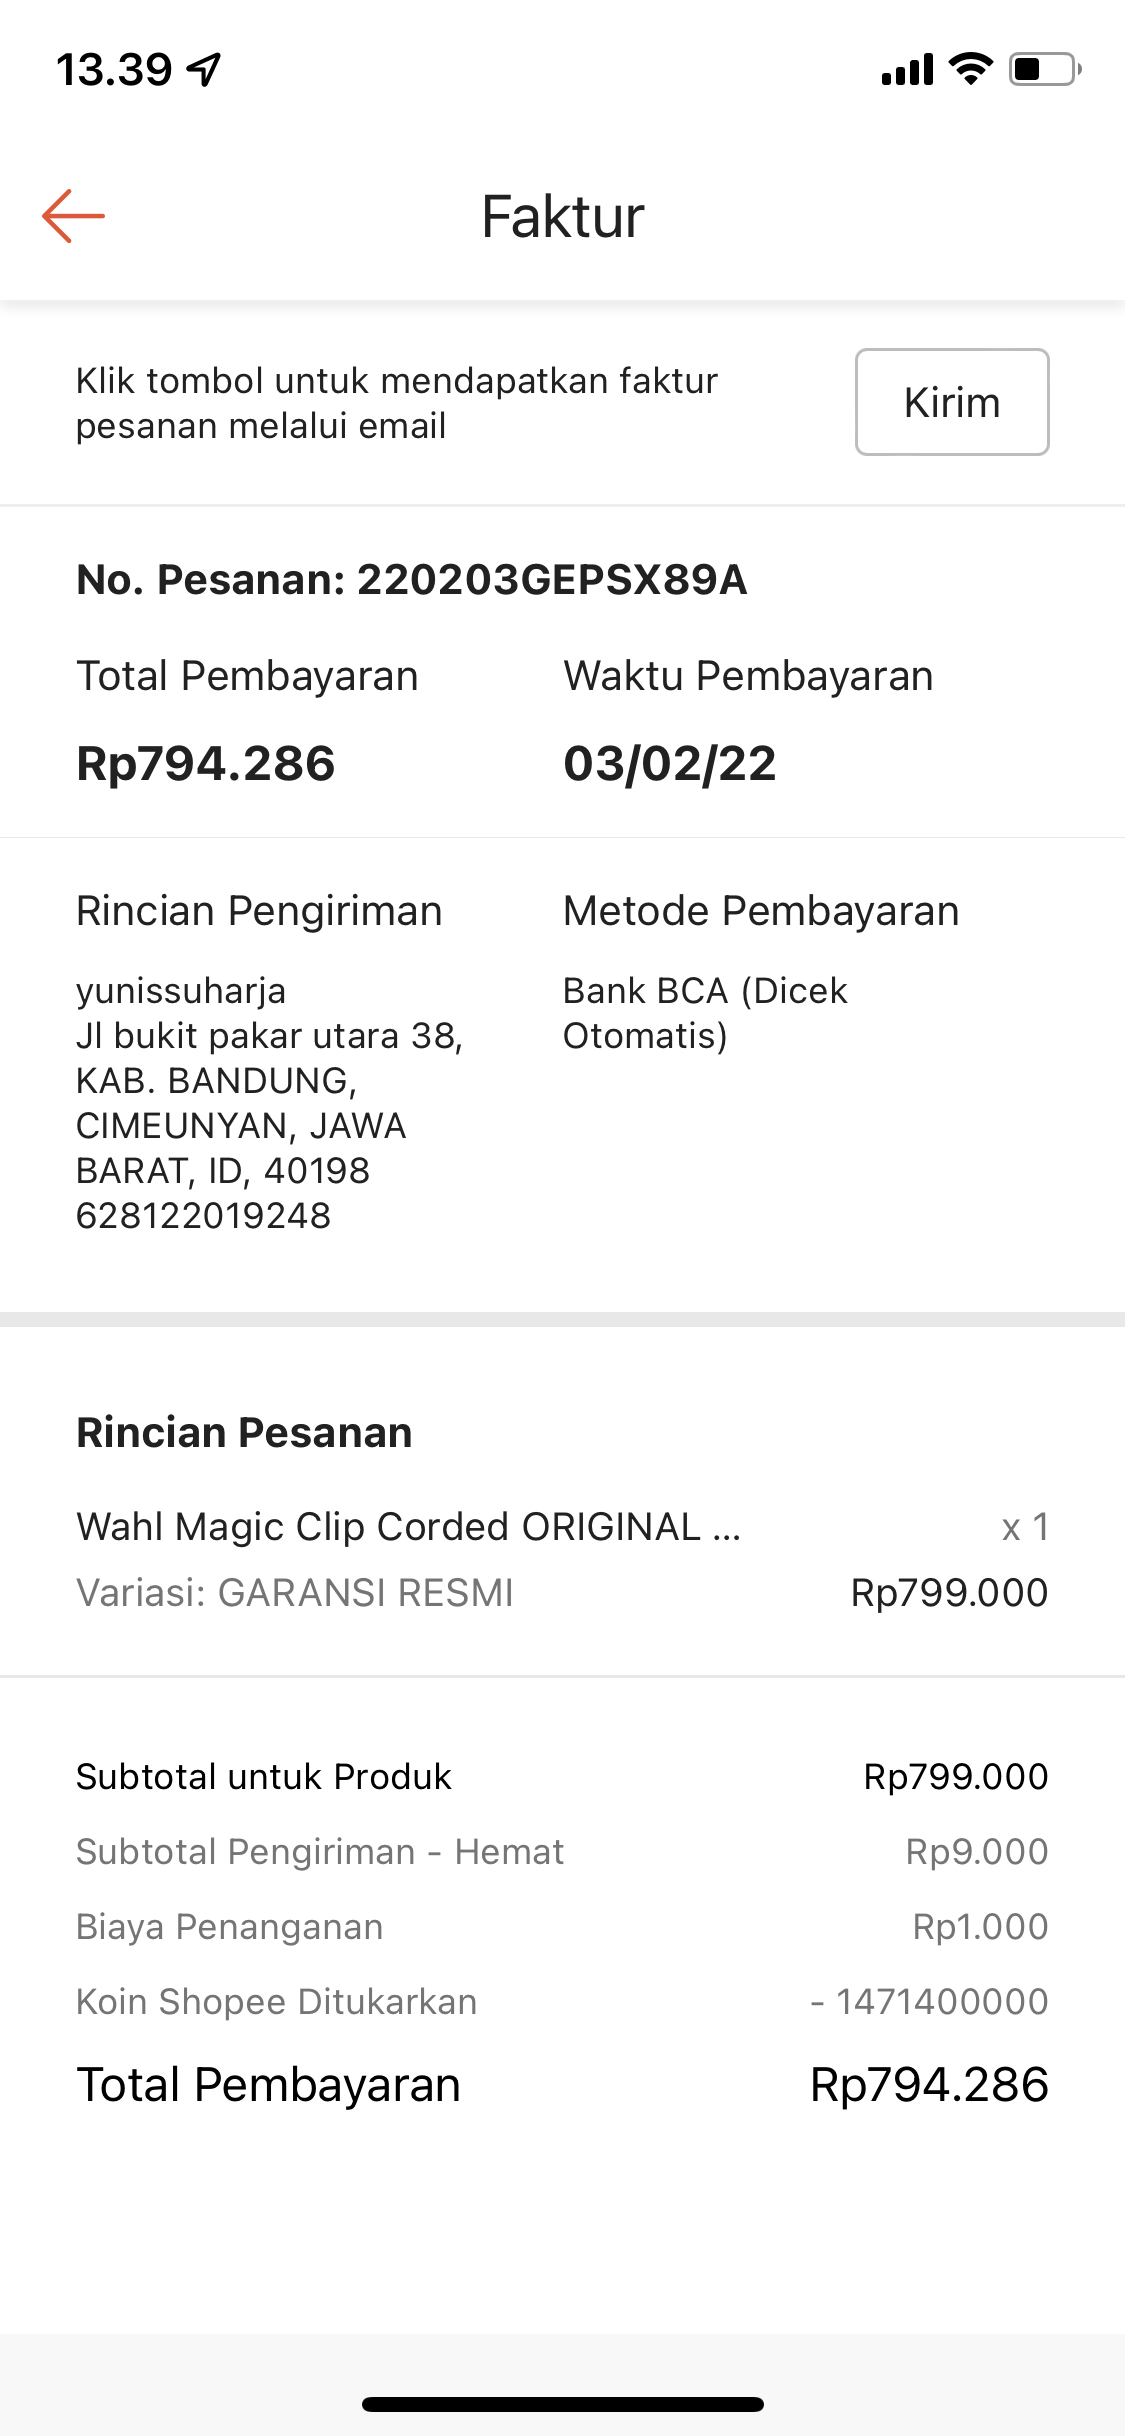 13.39
Faktur
Klik tombol untuk mendapatkan faktur
pesanan melalui email
Kirim
No. Pesanan: 220203GEPSX89A
Total Pembayaran
Waktu Pembayaran
Rp794.286
03/02/22
Rincian Pengiriman
Metode Pembayaran
yunissuharja
Jl bukit pakar utara 38,
KAB. BANDUNG,
CIMEUNYAN, JAWA
BARAT, ID, 40198
628122019248
Bank BCA (Dicek
Otomatis)
Rincian Pesanan
Wahl Magic Clip Corded ORIGINAL ... x 1
Variasi: GARANSI RESMI Rp799.000
Subtotal untuk Produk Rp799.000
Subtotal Pengiriman - Hemat Rp9.000
Biaya Penanganan Rp1.000
Koin Shopee Ditukarkan - 1471400000
Total Pembayaran Rp794.286